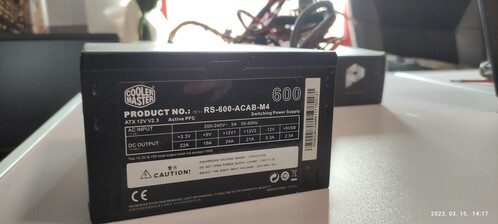 COOLER
MASTER
600
PRODUCT NO.: RS-600-ACAB-M4
ATX 12V V2.3 Active PFC Switching Power Supply
AC INPUT 200-240V~ 5A 50-60Hz
DC OUTPUT +3.3V +5V +12V1 +12V2 -12V +5VSB
22A 19A 24A 21A 0.3A 2.5A
CAUTION!
CE
2023. 03. 15. 14:17